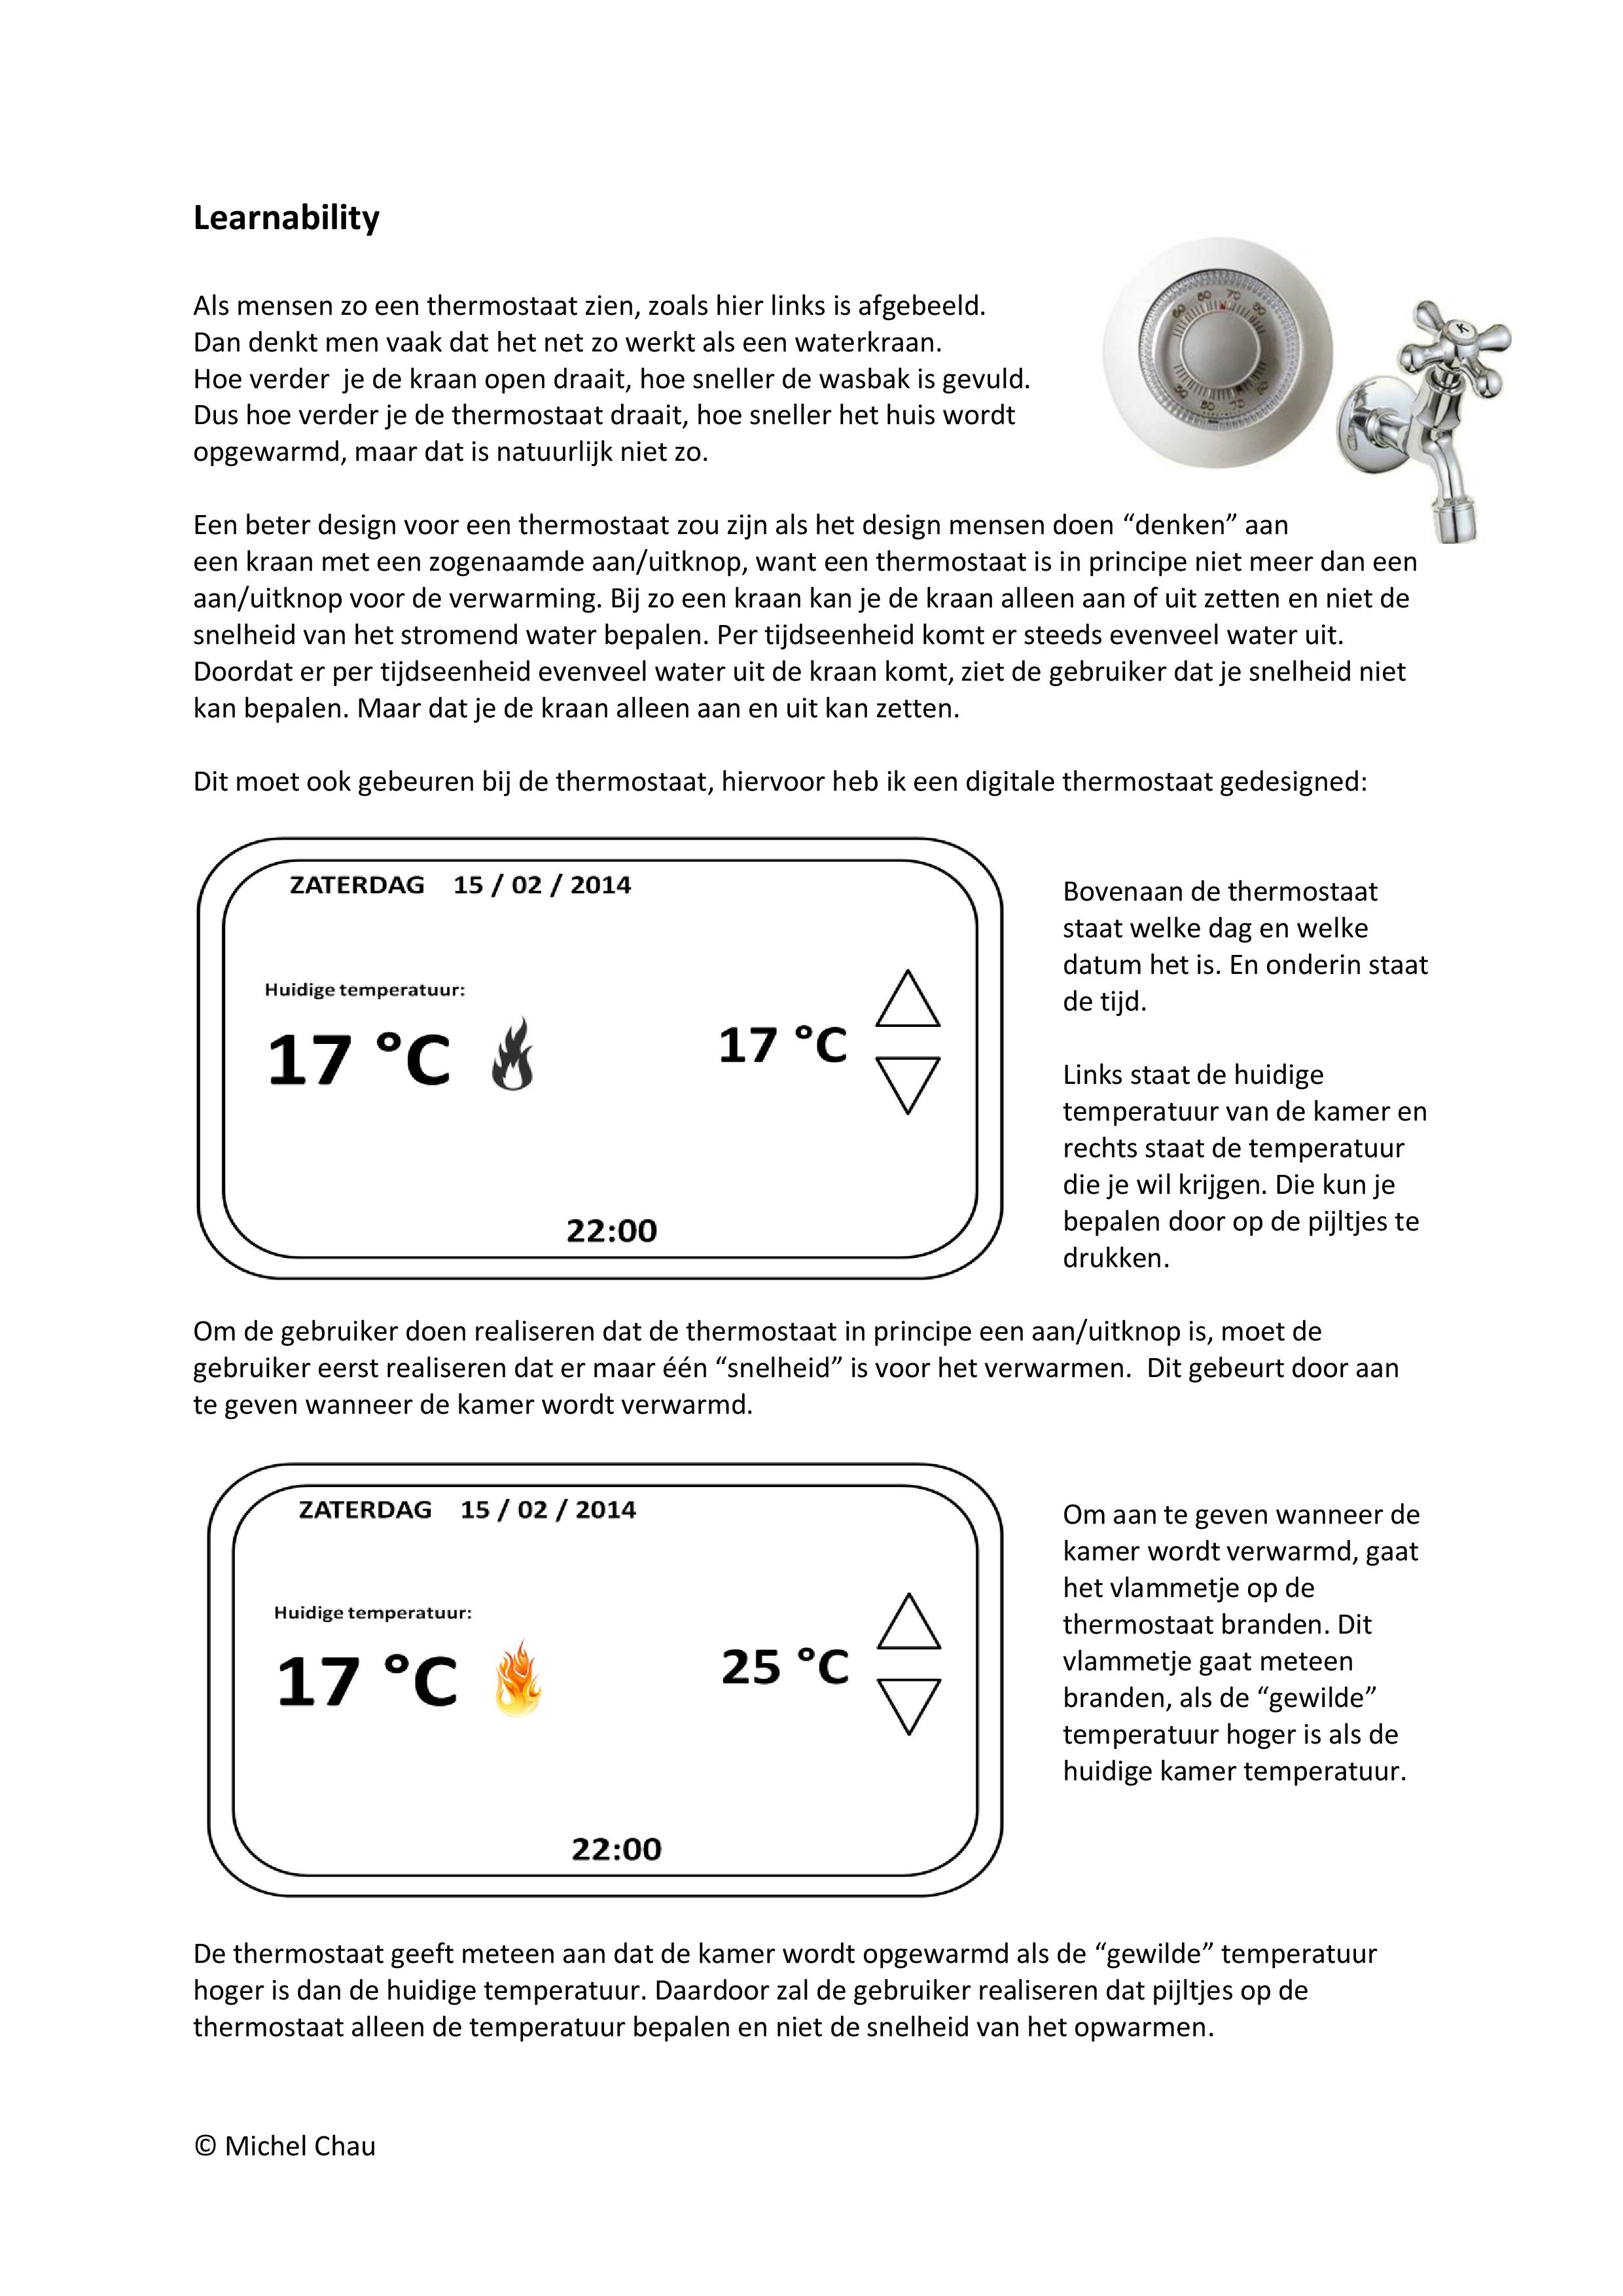 Learnability
Als mensen zo een thermostaat zien, zoals hier links is afgebeeld.
Dan denkt men vaak dat het net zo werkt als een waterkraan.
Hoe verder  je de kraan open draait, hoe sneller de wasbak is gevuld.
Dus hoe verder je de thermostaat draait, hoe sneller het huis wordt
opgewarmd, maar dat is natuurlijk niet zo.
Een beter design voor een thermostaat zou zijn als het design mensen doen “denken” aan
een kraan met een zogenaamde aan/uitknop, want een thermostaat is in principe niet meer dan een
aan/uitknop voor de verwarming. Bij zo een kraan kan je de kraan alleen aan of uit zetten en niet de
snelheid van het stromend water bepalen. Per tijdseenheid komt er steeds evenveel water uit.
Doordat er per tijdseenheid evenveel water uit de kraan komt, ziet de gebruiker dat je snelheid niet
kan bepalen. Maar dat je de kraan alleen aan en uit kan zetten.
Dit moet ook gebeuren bij de thermostaat, hiervoor heb ik een digitale thermostaat gedesigned:
ZATERDAG 15 / 02 / 2014
Huidige temperatuur:
17 °C
17 °C
22:00
Bovenaan de thermostaat
staat welke dag en welke
datum het is. En onderin staat
de tijd.
Links staat de huidige
temperatuur van de kamer en
rechts staat de temperatuur
die je wil krijgen. Die kun je
bepalen door op de pijltjes te
drukken.
Om de gebruiker doen realiseren dat de thermostaat in principe een aan/uitknop is, moet de
gebruiker eerst realiseren dat er maar één “snelheid” is voor het verwarmen.  Dit gebeurt door aan
te geven wanneer de kamer wordt verwarmd.
ZATERDAG 15 / 02 / 2014
Huidige temperatuur:
17 °C
25 °C
22:00
Om aan te geven wanneer de
kamer wordt verwarmd, gaat
het vlammetje op de
thermostaat branden. Dit
vlammetje gaat meteen
branden, als de “gewilde”
temperatuur hoger is als de
huidige kamer temperatuur.
De thermostaat geeft meteen aan dat de kamer wordt opgewarmd als de “gewilde” temperatuur
hoger is dan de huidige temperatuur. Daardoor zal de gebruiker realiseren dat pijltjes op de
thermostaat alleen de temperatuur bepalen en niet de snelheid van het opwarmen.
© Michel Chau